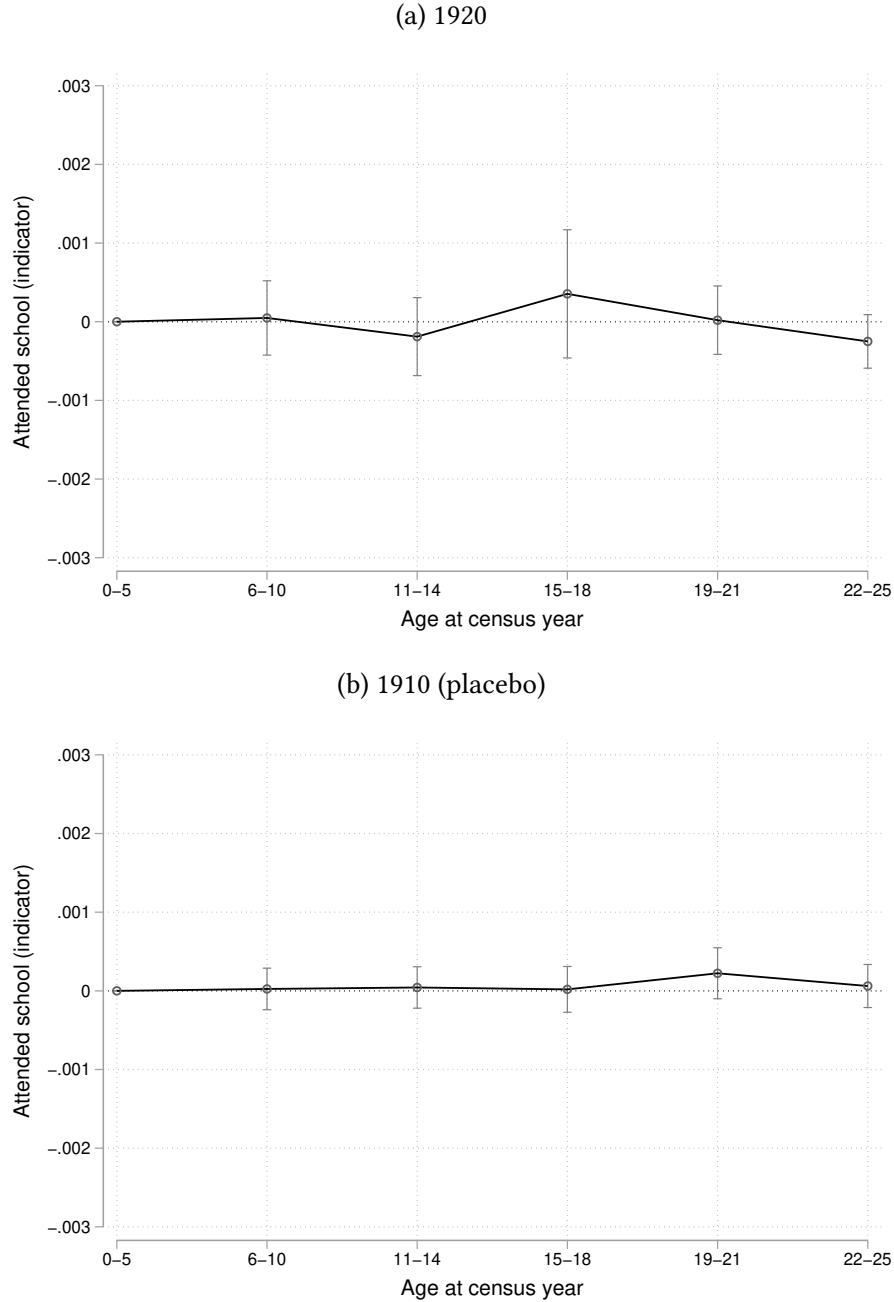 (a) 1920
.003
.002
.001
0
−.001
−.002
−.003
Attended school (indicator)
0−5 6−10 11−14 15−18 19−21 22−25
Age at census year
(b) 1910 (placebo)
.003
.002
.001
0
−.001
−.002
−.003
Attended school (indicator)
0−5 6−10 11−14 15−18 19−21 22−25
Age at census year